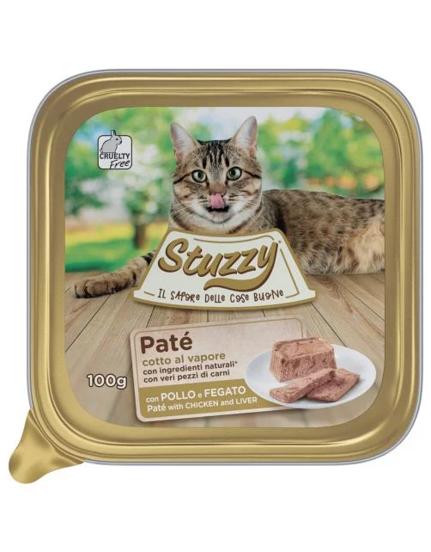 CRUELTY
Free
Stuzzy
IL SAPORE DELLE COSE BUONE
Paté
cotto al vapore
con ingredienti naturali*
con veri pezzi di carni
100g
con POLLO e FEGATO
Paté with CHICKEN and LIVER